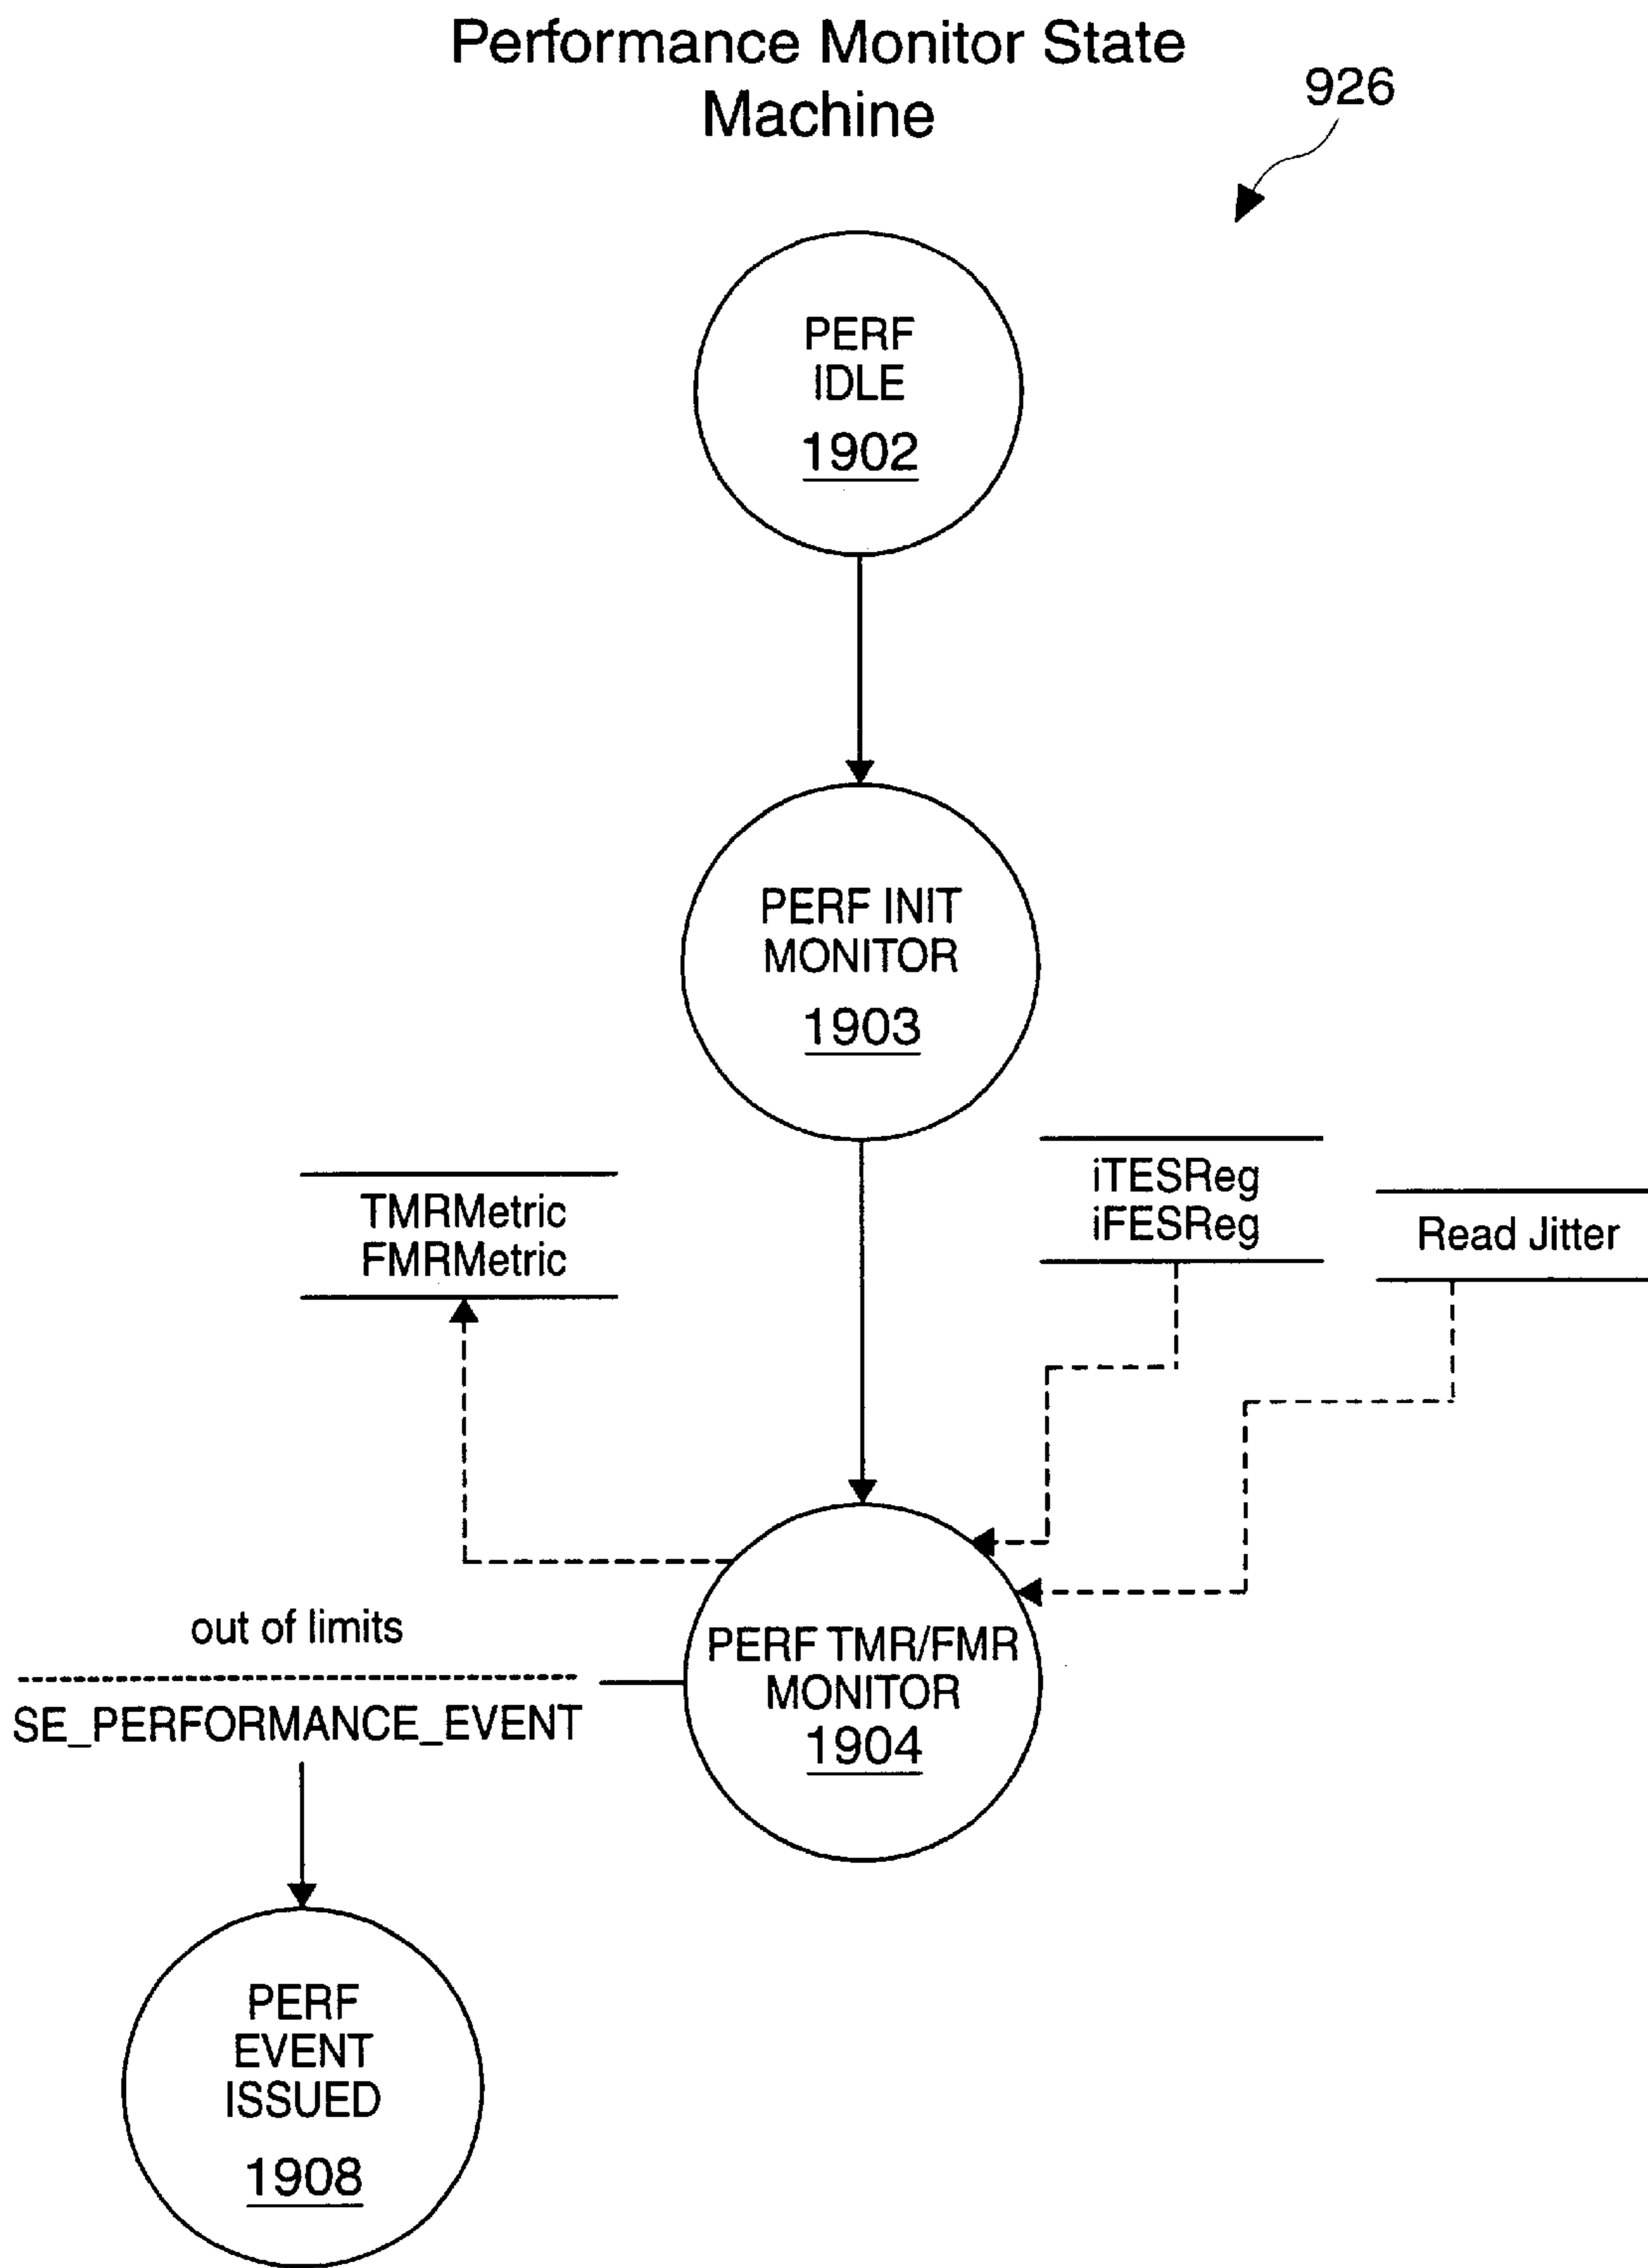 Performance Monitor State
Machine
926
PERF
IDLE
1902
PERF INIT
MONITOR
1903
TMRMetric
FMRMetric
iTESReg
iFESReg
Read Jitter
out of limits
SE_PERFORMANCE_EVENT
PERF TMR/FMR
MONITOR
1904
PERF
EVENT
ISSUED
1908